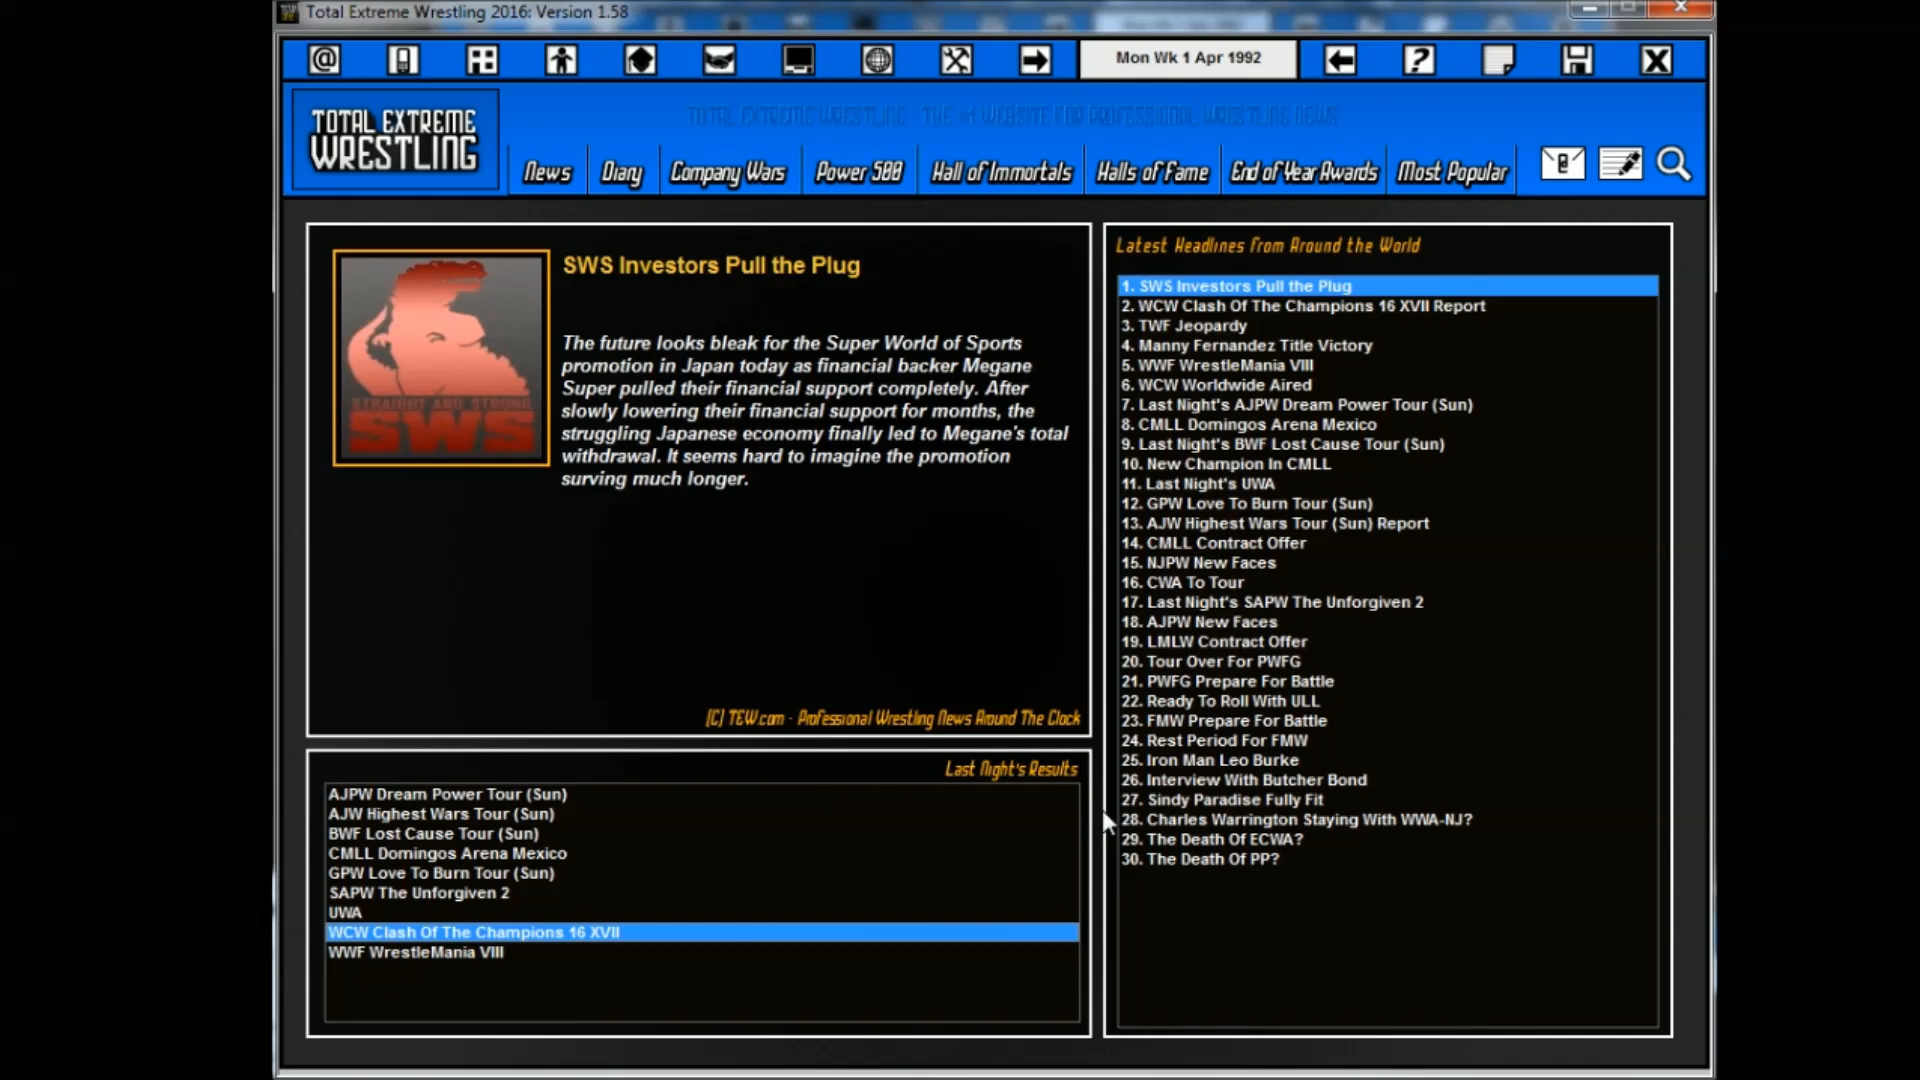 Total Extreme Wrestling 2016: Version 1.58
Mon Wk 1 Apr 1992
TOTAL EXTREME WRESTLING
TOTAL EXTREME WRESTLING - THE #1 WEBSITE FOR PROFESSIONAL WRESTLING NEWS
News
Diary
Company Wars
Power 500
Hall of Immortals
Halls of Fame
End of Year Awards
Most Popular
SWS Investors Pull the Plug
STRAIGHT AND STRONG
SWS
The future looks bleak for the Super World of Sports
promotion in Japan today as financial backer Megane
Super pulled their financial support completely. After
slowly lowering their financial support for months, the
struggling Japanese economy finally led to Megane's total
withdrawal. It seems hard to imagine the promotion
surving much longer.
(C) TEW.com - Professional Wrestling News Around The Clock
Last Night's Results
AJPW Dream Power Tour (Sun)
AJW Highest Wars Tour (Sun)
BWF Lost Cause Tour (Sun)
CMLL Domingos Arena Mexico
GPW Love To Burn Tour (Sun)
SAPW The Unforgiven 2
UWA
WCW Clash Of The Champions 16 XVII
WWF WrestleMania VIII
Latest Headlines From Around the World
1. SWS Investors Pull the Plug
2. WCW Clash Of The Champions 16 XVII Report
3. TWF Jeopardy
4. Manny Fernandez Title Victory
5. WWF WrestleMania VIII
6. WCW Worldwide Aired
7. Last Night's AJPW Dream Power Tour (Sun)
8. CMLL Domingos Arena Mexico
9. Last Night's BWF Lost Cause Tour (Sun)
10. New Champion In CMLL
11. Last Night's UWA
12. GPW Love To Burn Tour (Sun)
13. AJW Highest Wars Tour (Sun) Report
14. CMLL Contract Offer
15. NJPW New Faces
16. CWA To Tour
17. Last Night's SAPW The Unforgiven 2
18. AJPW New Faces
19. LMLW Contract Offer
20. Tour Over For PWFG
21. PWFG Prepare For Battle
22. Ready To Roll With ULL
23. FMW Prepare For Battle
24. Rest Period For FMW
25. Iron Man Leo Burke
26. Interview With Butcher Bond
27. Sindy Paradise Fully Fit
28. Charles Warrington Staying With WWA-NJ?
29. The Death Of ECWA?
30. The Death Of PP?